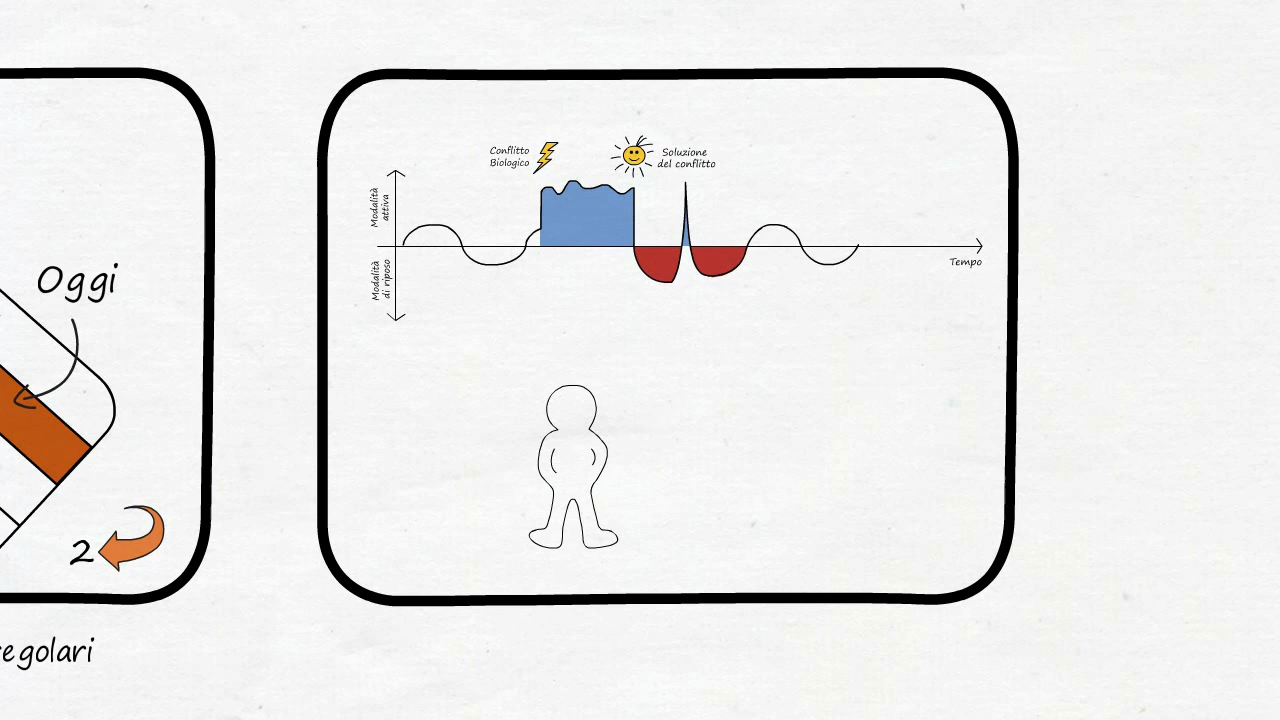 Oggi
2
egolari
Conflitto
Biologico
Soluzione
del conflitto
Modalità
attiva
Modalità
di riposo
Tempo